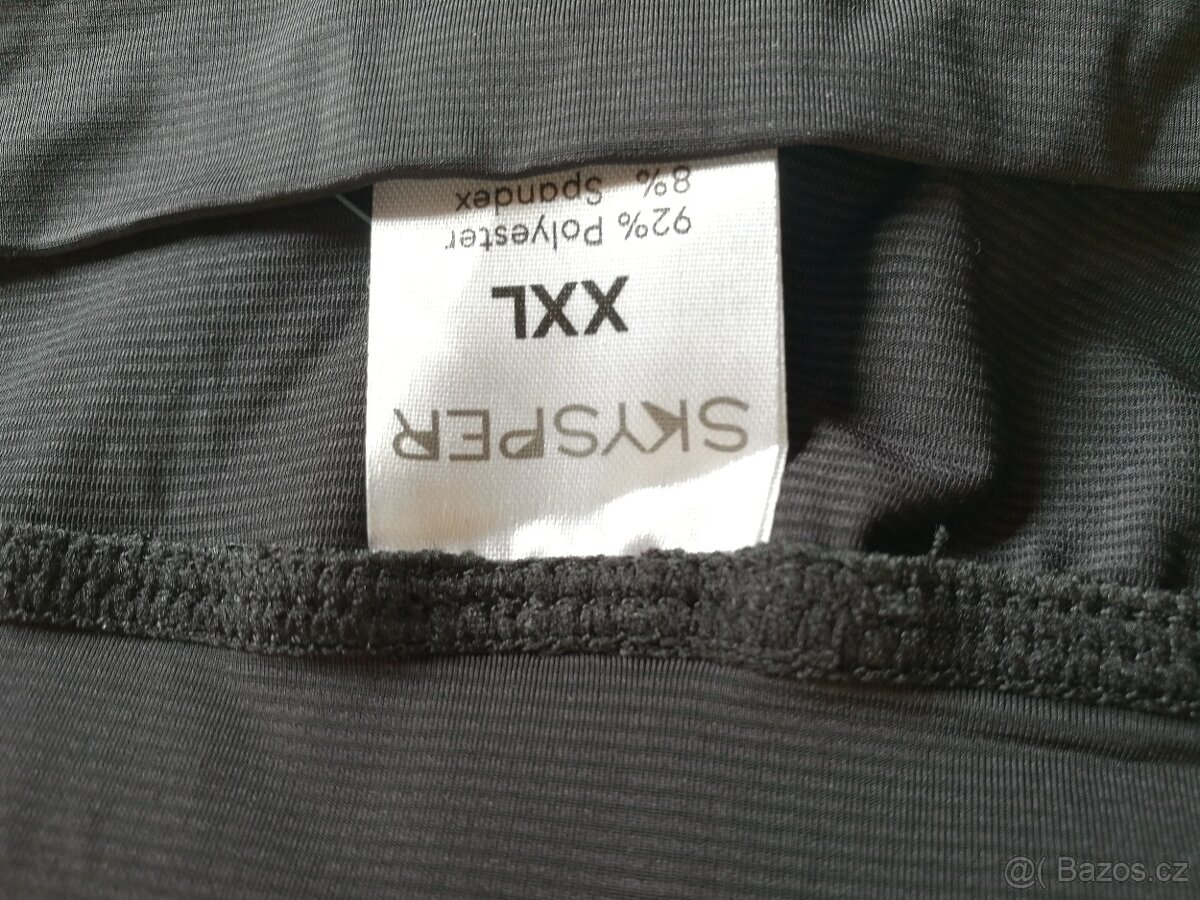 SKYSPER
XXL
92% Polyester
8% Spandex
@( Bazos.cz